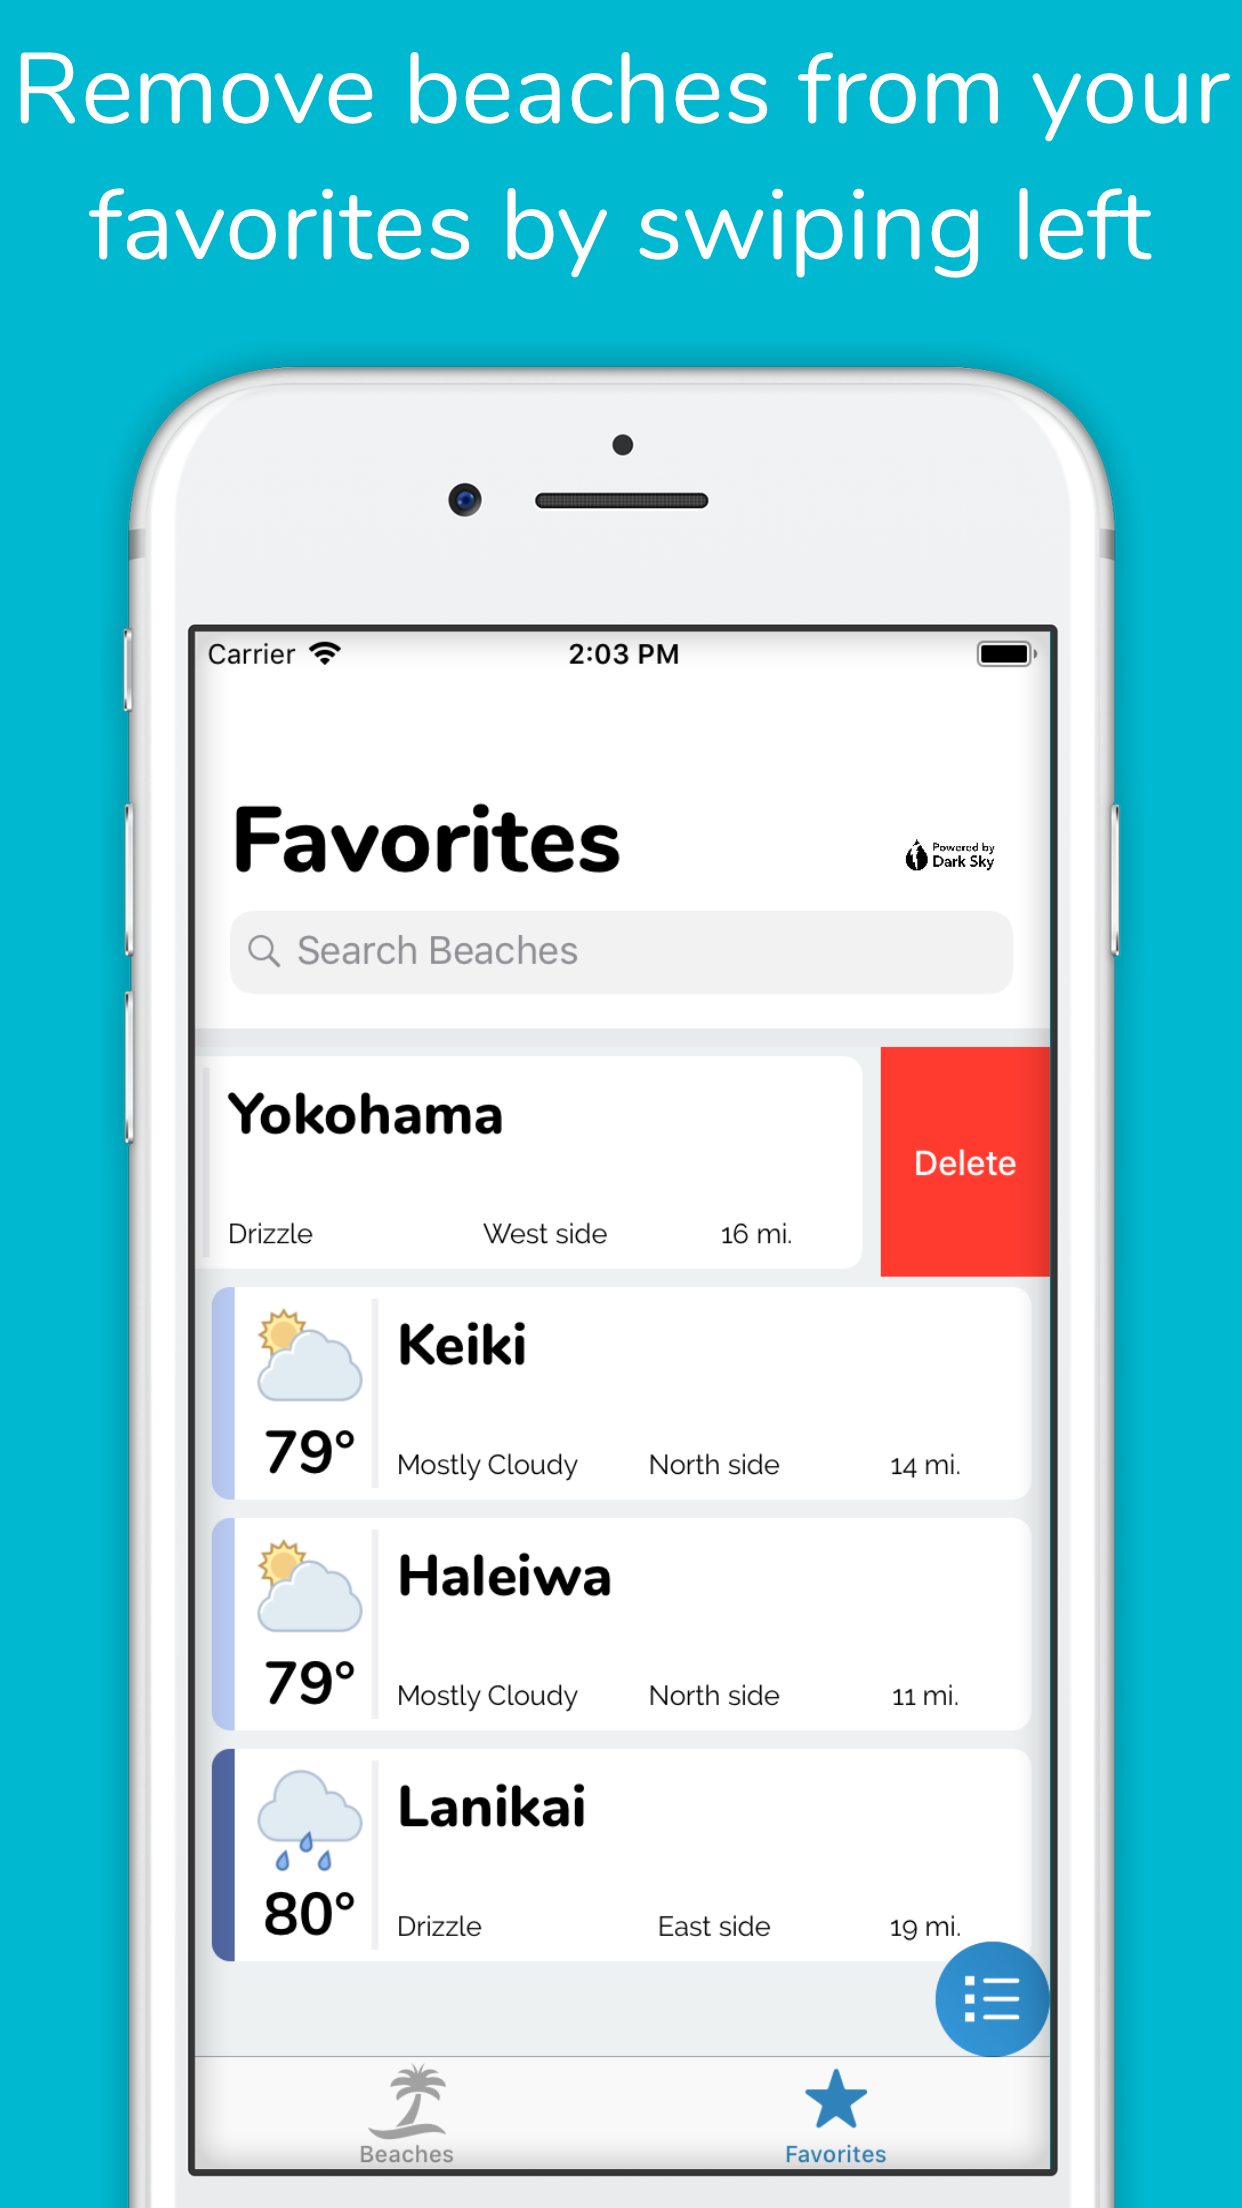 Remove beaches from your
favorites by swiping left
Carrier 2:03 PM
Favorites
Powered by
Dark Sky
Search Beaches
Yokohama
Delete
Drizzle West side 16 mi.
Keiki
79° Mostly Cloudy North side 14 mi.
Haleiwa
79° Mostly Cloudy North side 11 mi.
Lanikai
80° Drizzle East side 19 mi.
Beaches Favorites